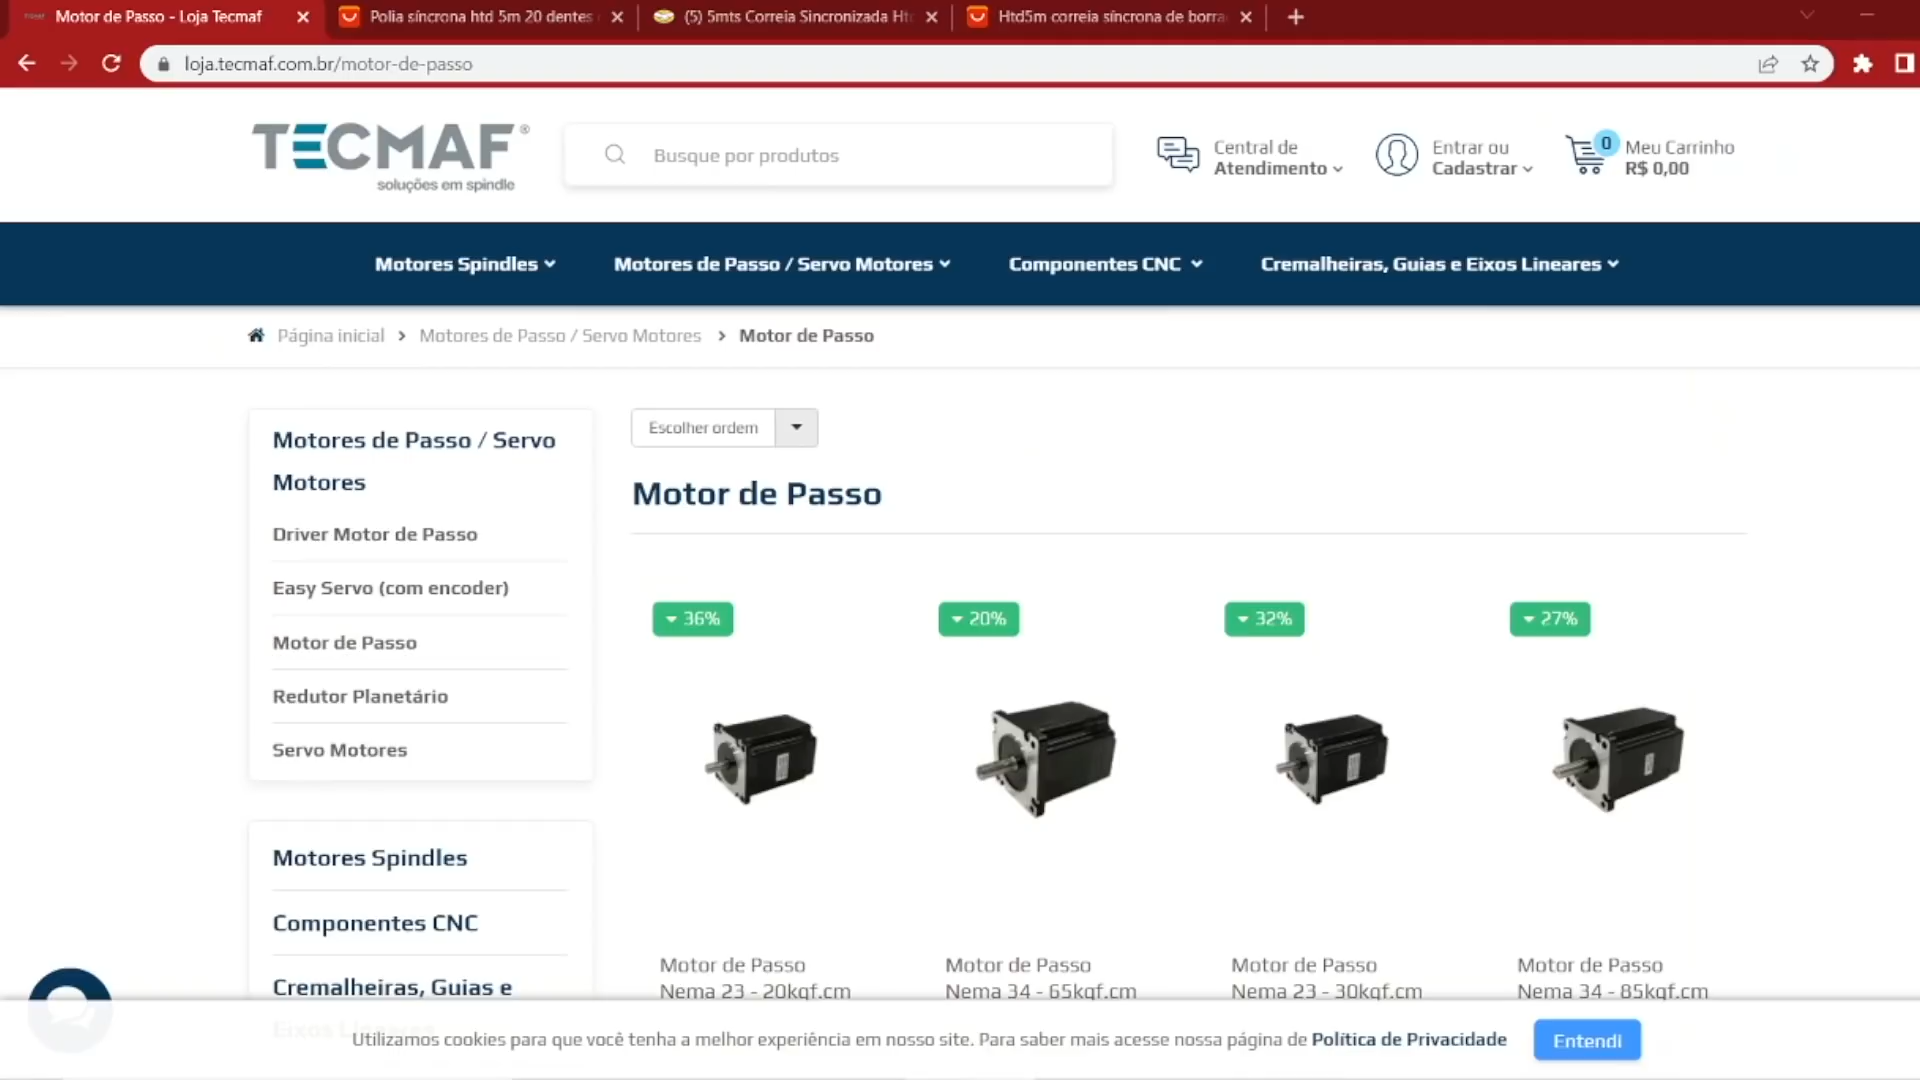 Motor de Passo - Loja Tecmaf
Polia síncrona htd 5m 20 dentes
(5) 5mts Correia Sincronizada Ht
Htd5m correia síncrona de borra
loja.tecmaf.com.br/motor-de-passo
TECMAF®
soluções em spindle
Busque por produtos
Central de
Atendimento
Entrar ou
Cadastrar
0
Meu Carrinho
R$ 0,00
Motores Spindles
Motores de Passo / Servo Motores
Componentes CNC
Cremalheiras, Guias e Eixos Lineares
Página inicial > Motores de Passo / Servo Motores > Motor de Passo
Motores de Passo / Servo
Motores
Driver Motor de Passo
Easy Servo (com encoder)
Motor de Passo
Redutor Planetário
Servo Motores
Motores Spindles
Componentes CNC
Cremalheiras, Guias e
Eixos Lineares
Escolher ordem
Motor de Passo
36%
20%
32%
27%
Motor de Passo
Nema 23 - 20kgf.cm
Motor de Passo
Nema 34 - 65kgf.cm
Motor de Passo
Nema 23 - 30kgf.cm
Motor de Passo
Nema 34 - 85kgf.cm
Utilizamos cookies para que você tenha a melhor experiência em nosso site. Para saber mais acesse nossa página de Política de Privacidade
Entendi